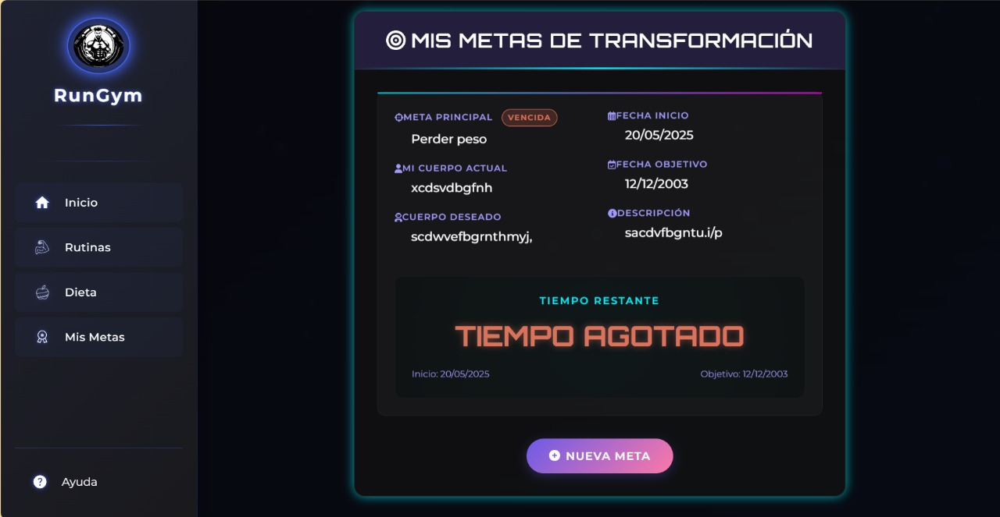 RunGym
Inicio
Rutinas
Dieta
Mis Metas
Ayuda
MIS METAS DE TRANSFORMACIÓN
META PRINCIPAL VENCIDA
Perder peso
MI CUERPO ACTUAL
xcdsvdbgfnh
CUERPO DESEADO
scdwvefbgrnthmyj,
FECHA INICIO
20/05/2025
FECHA OBJETIVO
12/12/2003
DESCRIPCIÓN
sacdvfbgntu.i/p
TIEMPO RESTANTE
TIEMPO AGOTADO
Inicio: 20/05/2025
Objetivo: 12/12/2003
NUEVA META